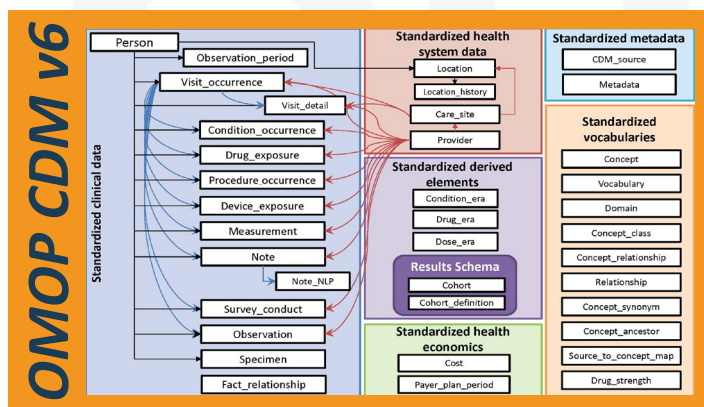 OMOP CDM v6
Standardized clinical data
Person
Observation_period
Visit_occurrence
Visit_detail
Condition_occurrence
Drug_exposure
Procedure_occurrence
Device_exposure
Measurement
Note
Note_NLP
Survey_conduct
Observation
Specimen
Fact_relationship
Standardized health
system data
Location
Location_history
Care_site
Provider
Standardized derived
elements
Condition_era
Drug_era
Dose_era
Results Schema
Cohort
Cohort_definition
Standardized health
economics
Cost
Payer_plan_period
Standardized metadata
CDM_source
Metadata
Standardized
vocabularies
Concept
Vocabulary
Domain
Concept_class
Concept_relationship
Relationship
Concept_synonym
Concept_ancestor
Source_to_concept_map
Drug_strength